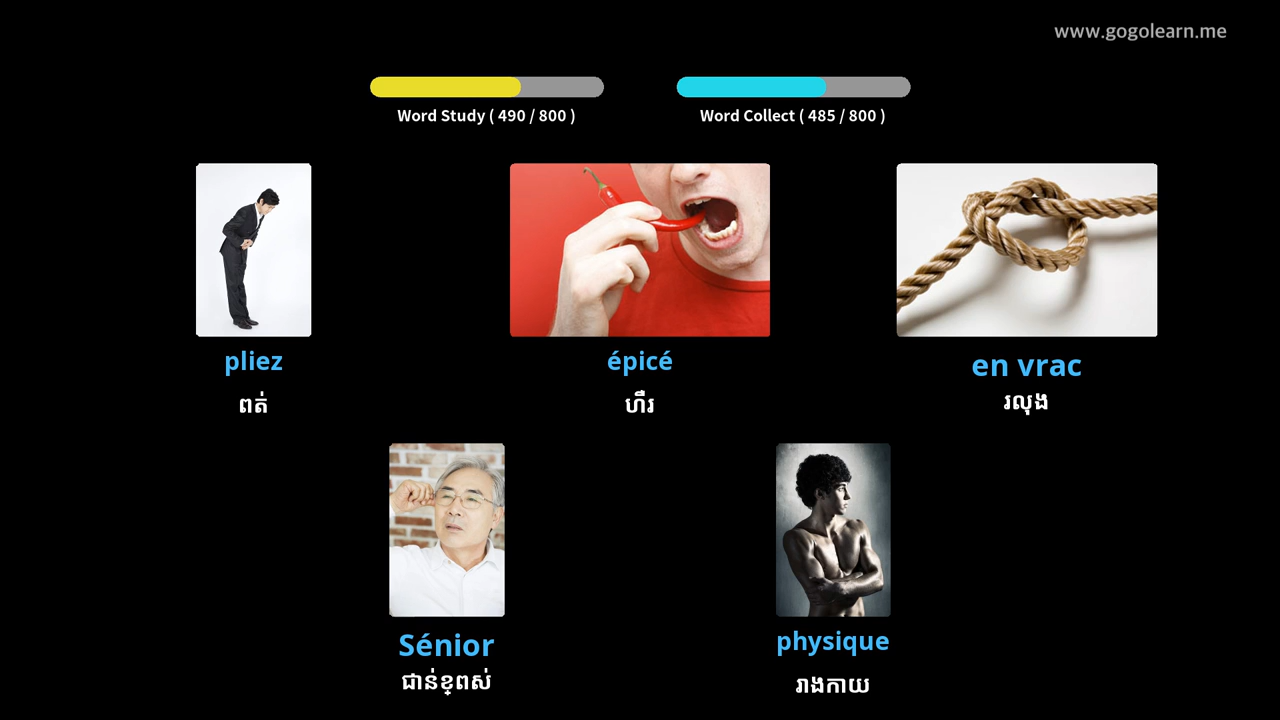 www.gogolearn.me
Word Study ( 490 / 800 )
Word Collect ( 485 / 800 )
pliez
ពត់
épicé
ហឹរ
en vrac
រលុង
Sénior
ជាន់ខ្ពស់
physique
រាងកាយ